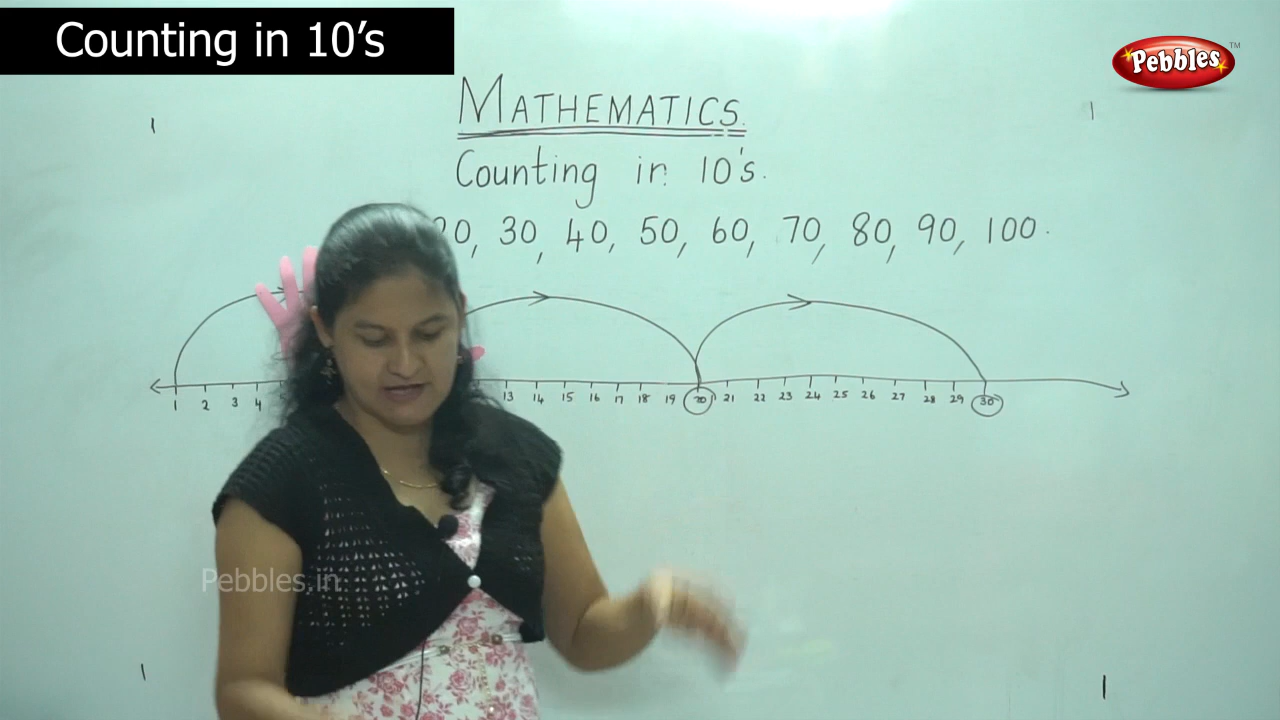 Counting in 10's
Pebbles TM
MATHEMATICS.
Counting in 10's.
20, 30, 40, 50, 60, 70, 80, 90, 100.
1 2 3 4 13 14 15 16 17 18 19 20 21 22 23 24 25 26 27 28 29 30
Pebbles.in